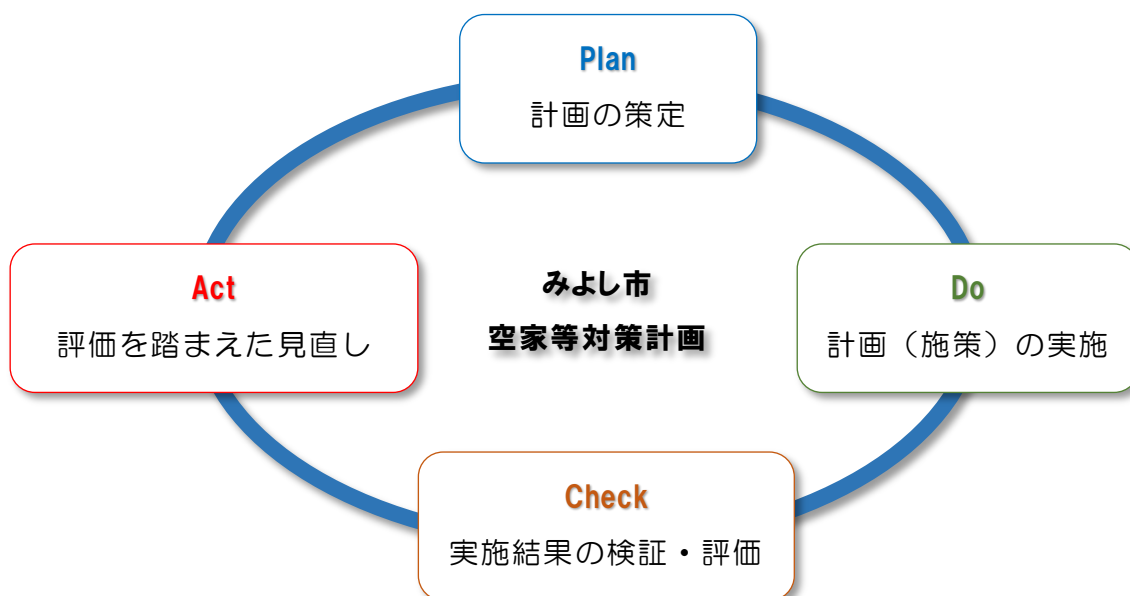 Plan
計画の策定
Act
評価を踏まえた見直し
みよし市
空家等対策計画
Do
計画（施策）の実施
Check
実施結果の検証・評価